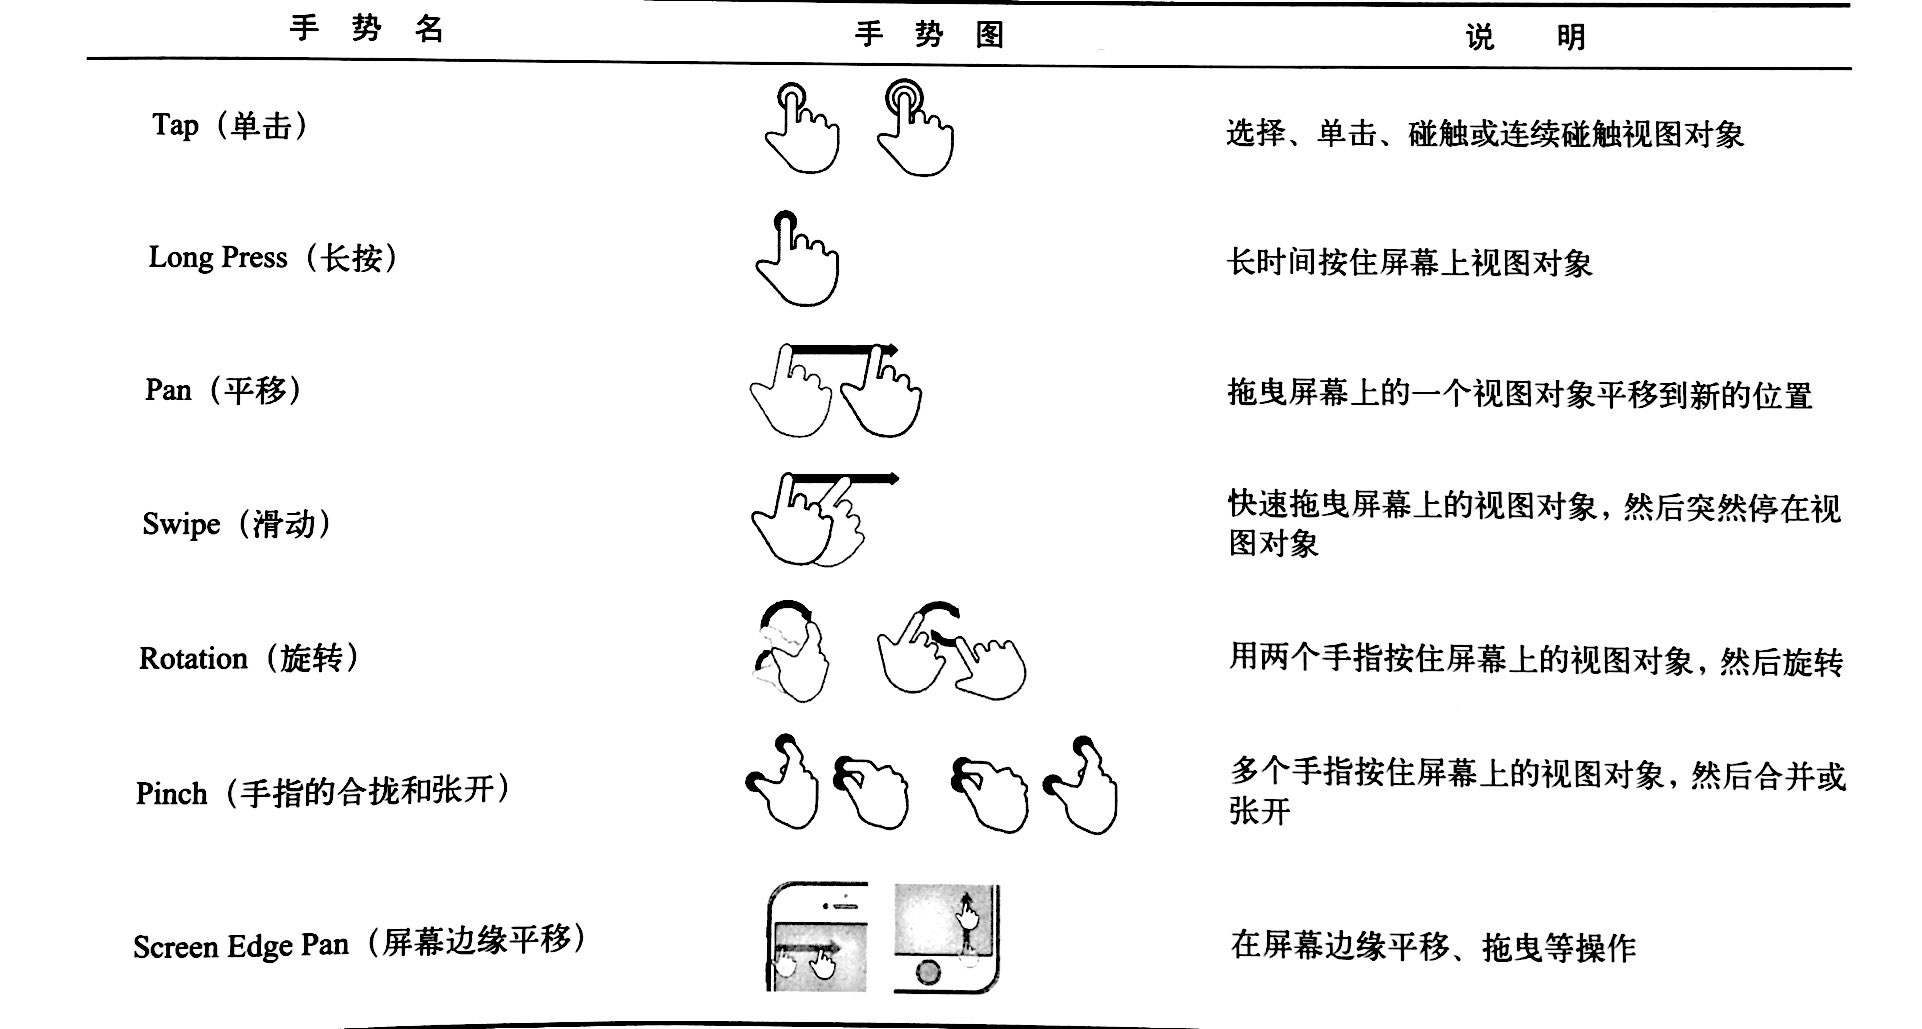 手 势 名 手 势 图 说 明
Tap（单击） 选择、单击、碰触或连续碰触视图对象
Long Press（长按） 长时间按住屏幕上视图对象
Pan（平移） 拖曳屏幕上的一个视图对象平移到新的位置
Swipe（滑动） 快速拖曳屏幕上的视图对象，然后突然停在视
图对象
Rotation（旋转） 用两个手指按住屏幕上的视图对象，然后旋转
Pinch（手指的合拢和张开） 多个手指按住屏幕上的视图对象，然后合并或
张开
Screen Edge Pan（屏幕边缘平移） 在屏幕边缘平移、拖曳等操作